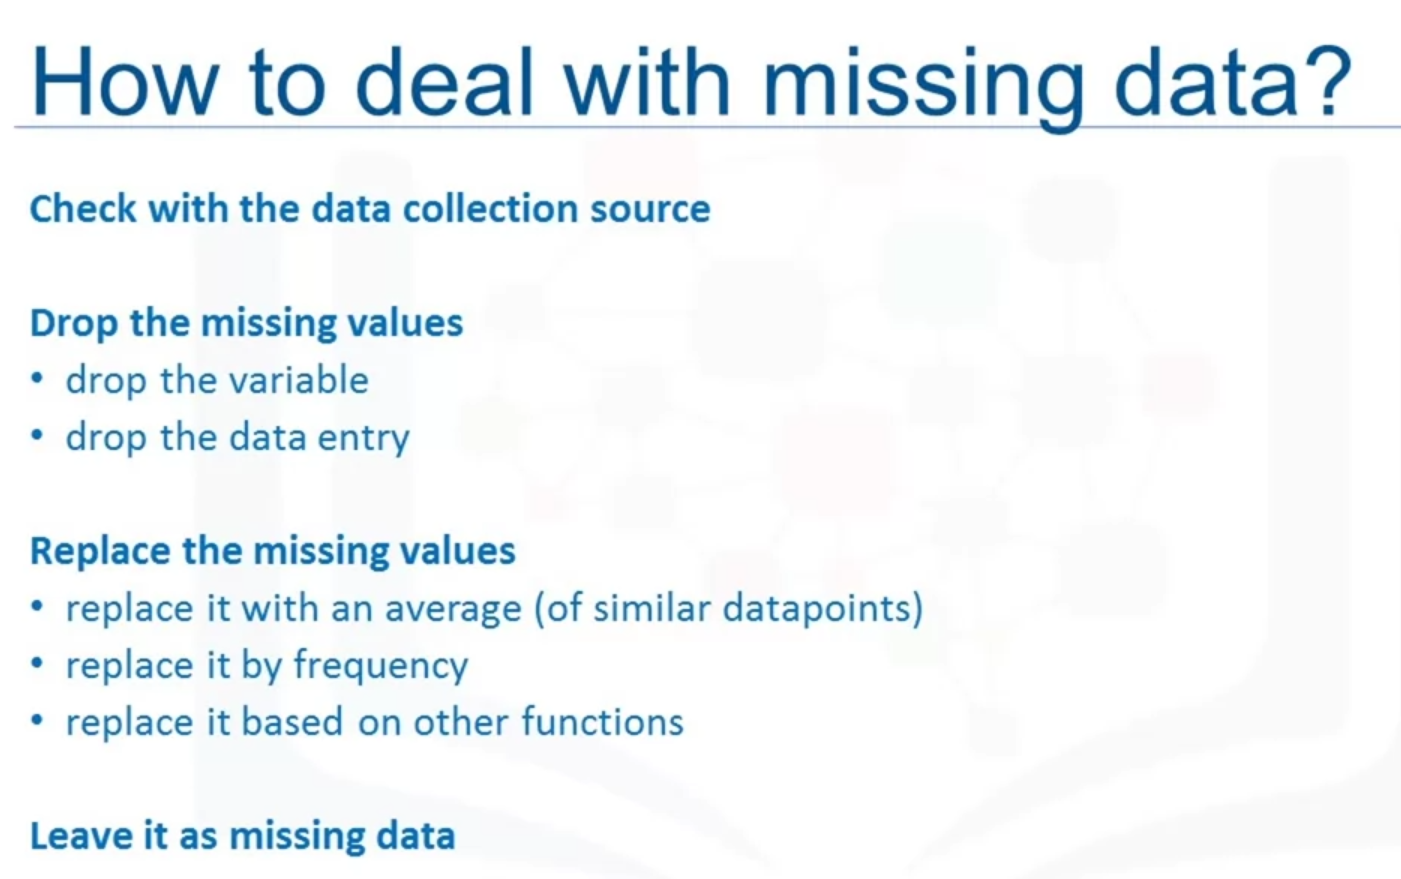 How to deal with missing data?
Check with the data collection source
Drop the missing values
• drop the variable
• drop the data entry
Replace the missing values
• replace it with an average (of similar datapoints)
• replace it by frequency
• replace it based on other functions
Leave it as missing data